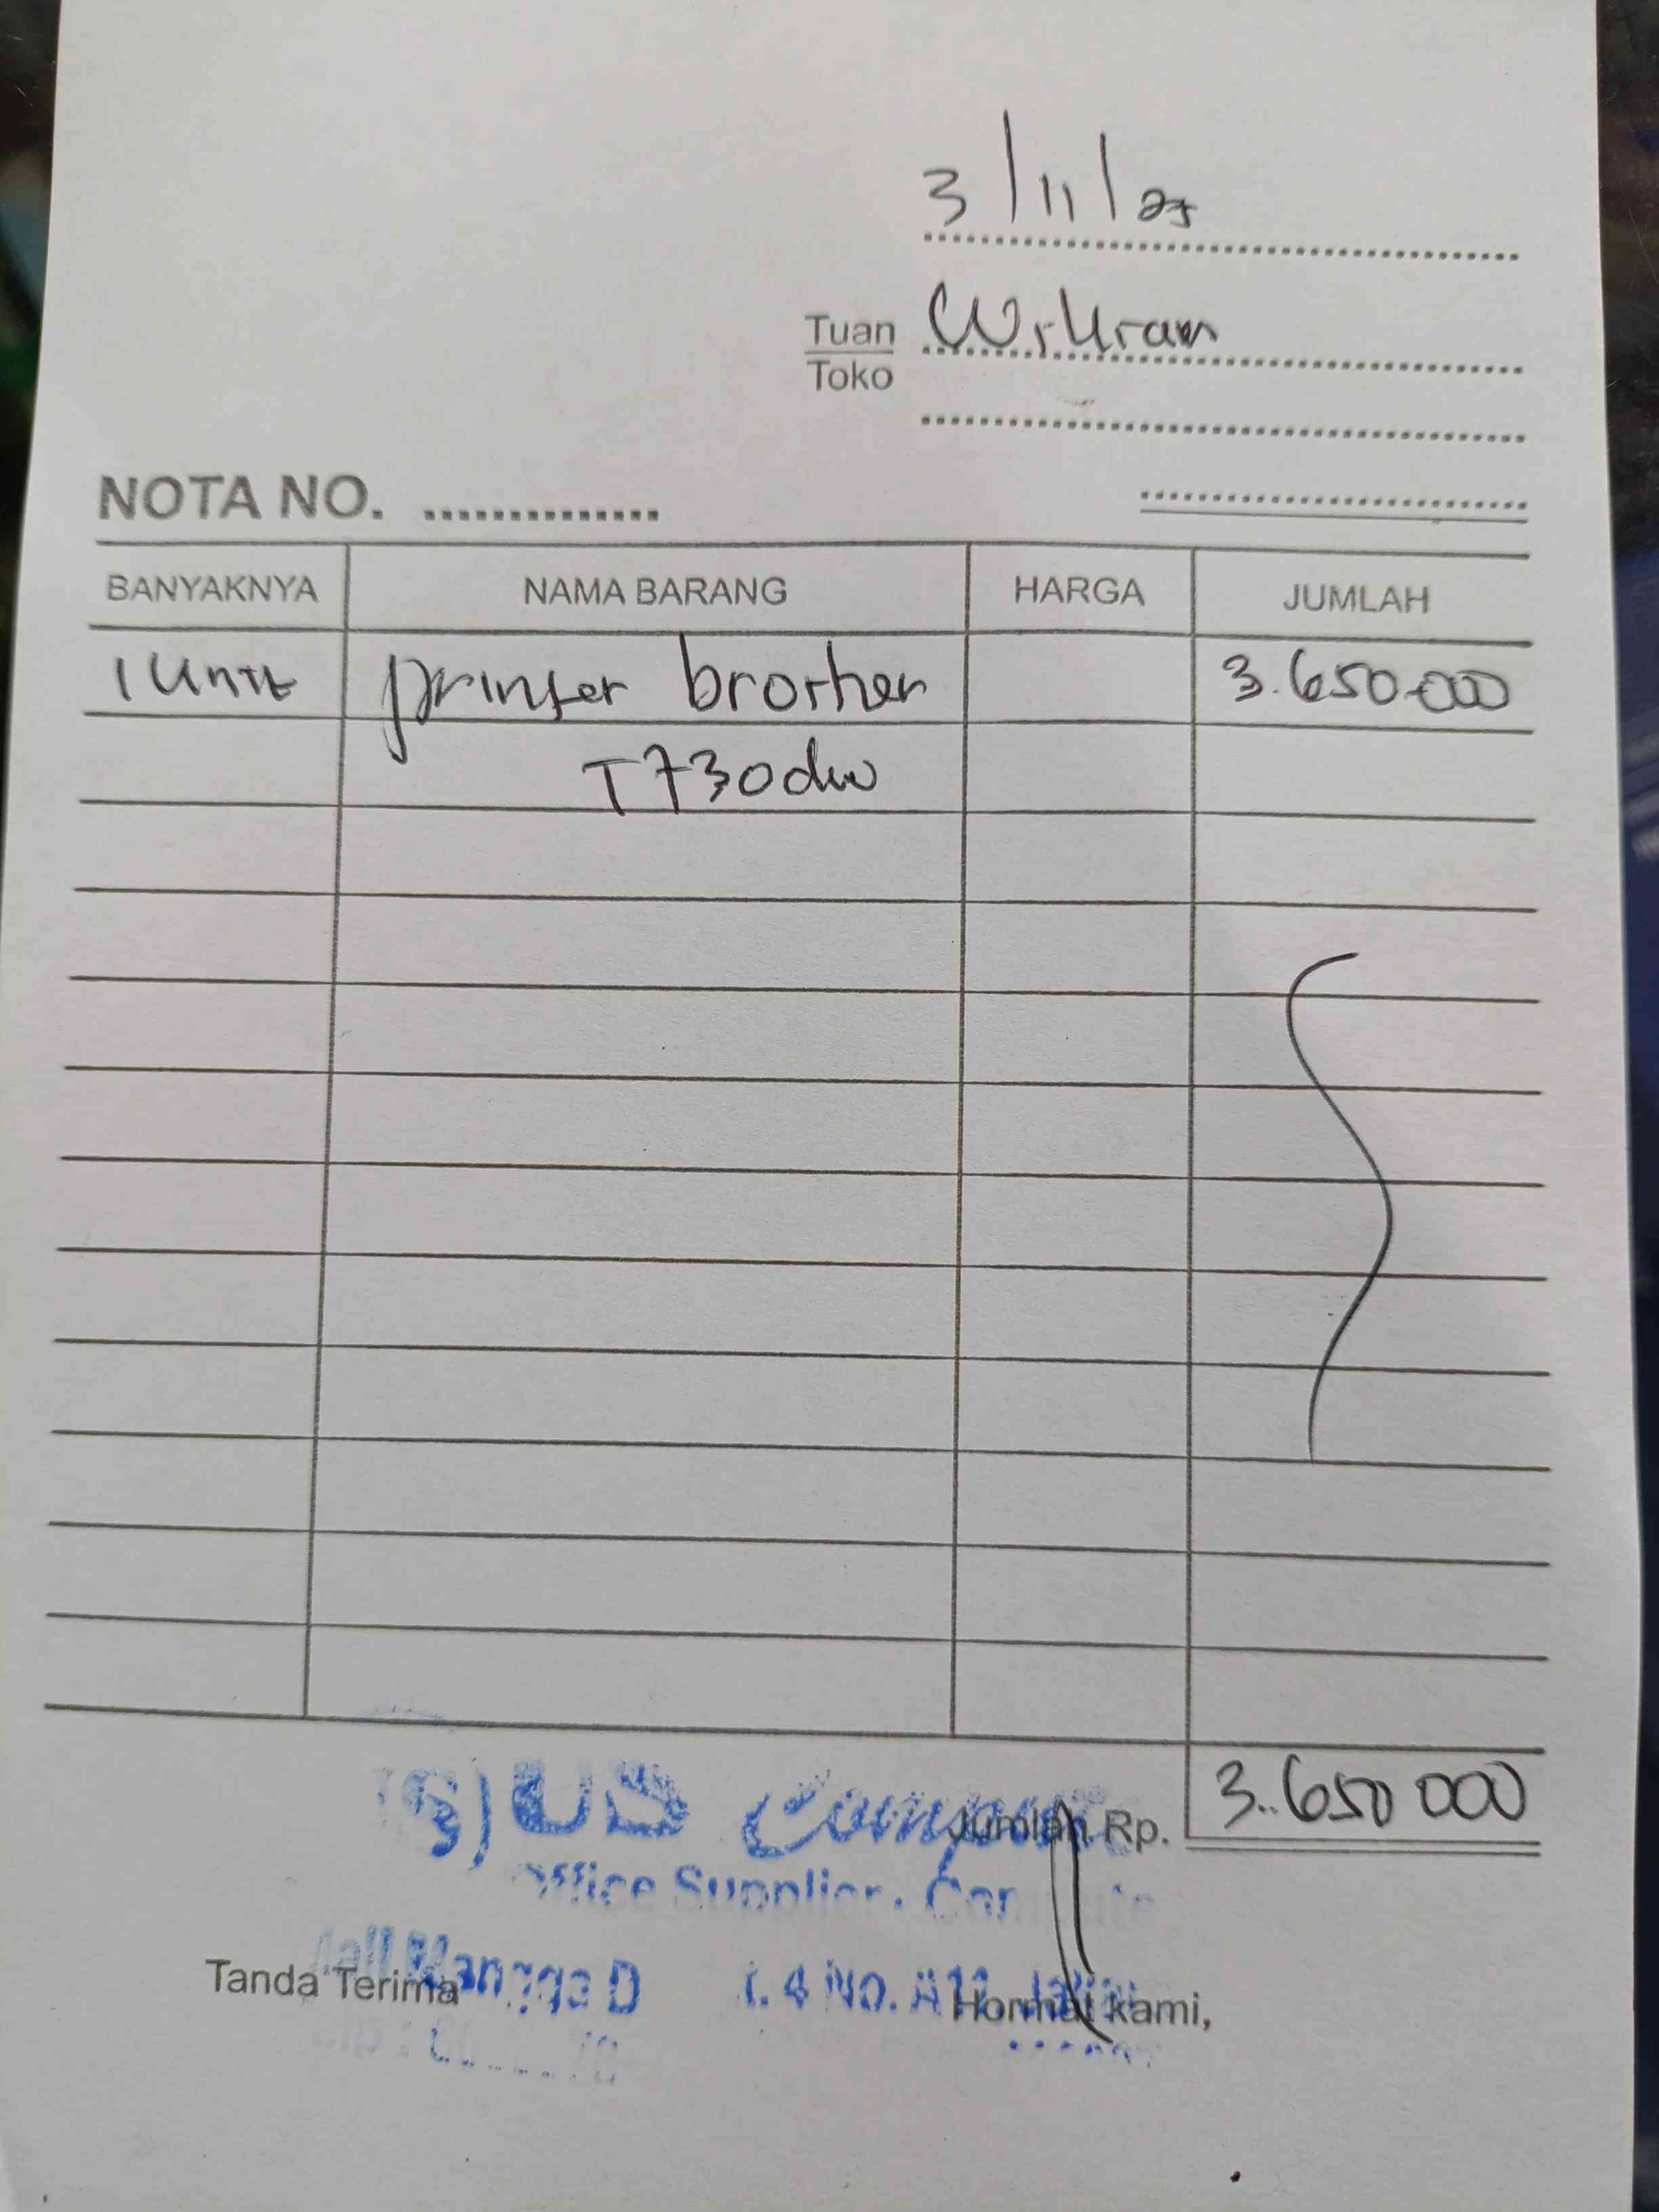 3/11/25
Tuan Wikram
Toko
NOTA NO.
BANYAKNYA NAMA BARANG HARGA JUMLAH
1 Unit printer brother 3.650.000
T730dw
3.650 000
Jumlah Rp.
Office Supplier
Tanda Terima Hormat kami,